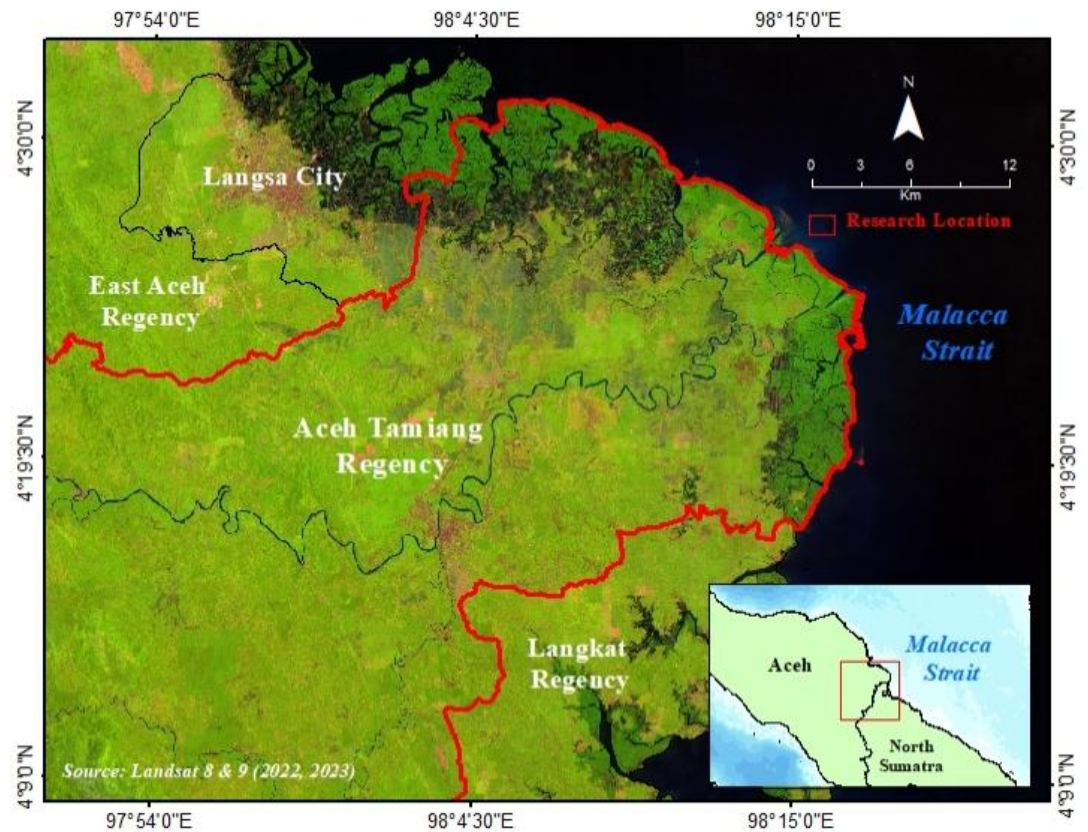 97°54'0"E
98°4'30"E
98°15'0"E
4°30'0"N
4°30'0"N
N
0 3 6 12
Km
Research Location
Langsa City
East Aceh
Regency
Malacca
Strait
Aceh Tamiang
Regency
4°19'30"N
4°19'30"N
Langkat
Regency
Malacca
Strait
Aceh
North
Sumatra
Source: Landsat 8 & 9 (2022, 2023)
4°9'0"N
4°9'0"N
97°54'0"E
98°4'30"E
98°15'0"E